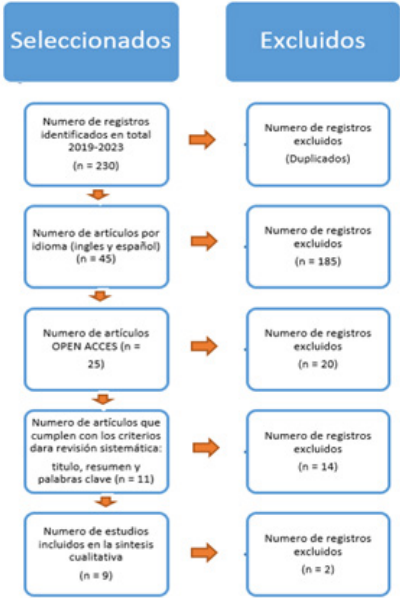 Seleccionados
Excluidos
Numero de registros
identificados en total
2019-2023
(n = 230)
Numero de registros
excluidos
(Duplicados)
Numero de artículos por
idioma (ingles y español)
(n = 45)
Numero de registros
excluidos
(n = 185)
Numero de artículos
OPEN ACCES (n =
25)
Numero de registros
excluidos
(n = 20)
Numero de artículos que
cumplen con los criterios
dara revisión sistemática:
titulo, resumen y
palabras clave (n = 11)
Numero de registros
excluidos
(n = 14)
Numero de estudios
incluidos en la sintesis
cualitativa
(n = 9)
Numero de registros
excluidos
(n = 2)